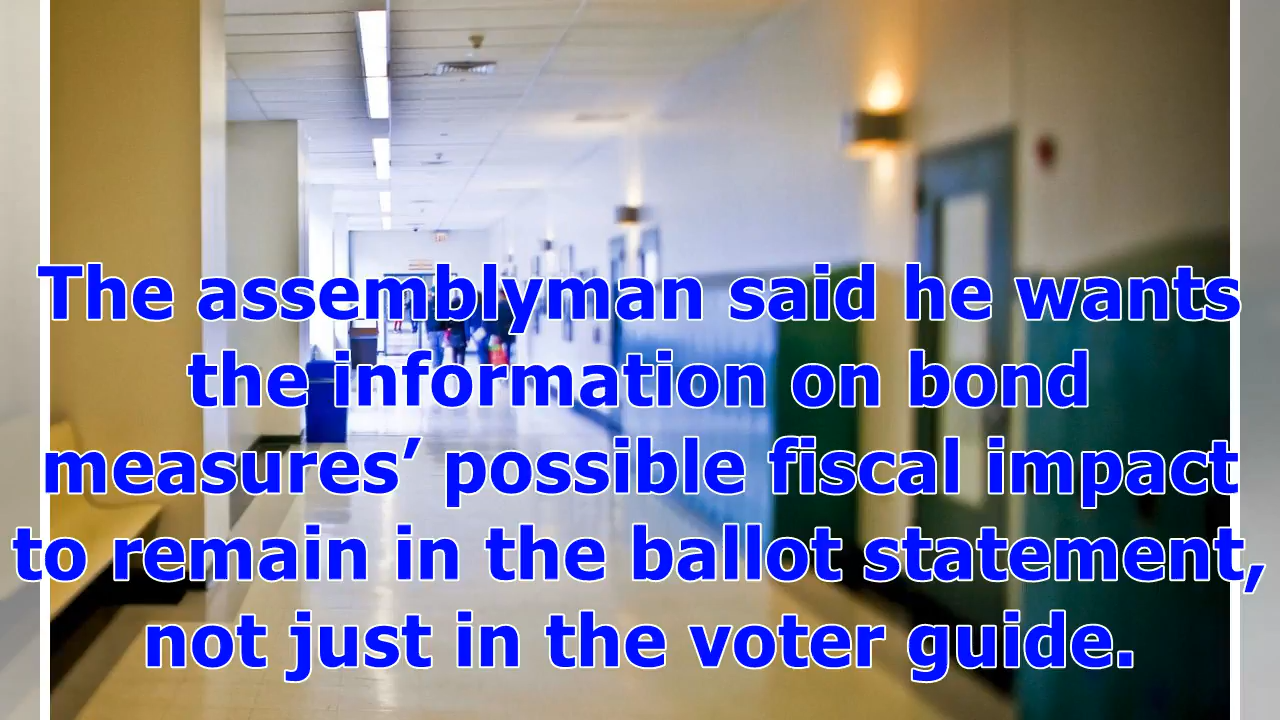 The assemblyman said he wants
the information on bond
measures’ possible fiscal impact
to remain in the ballot statement,
not just in the voter guide.